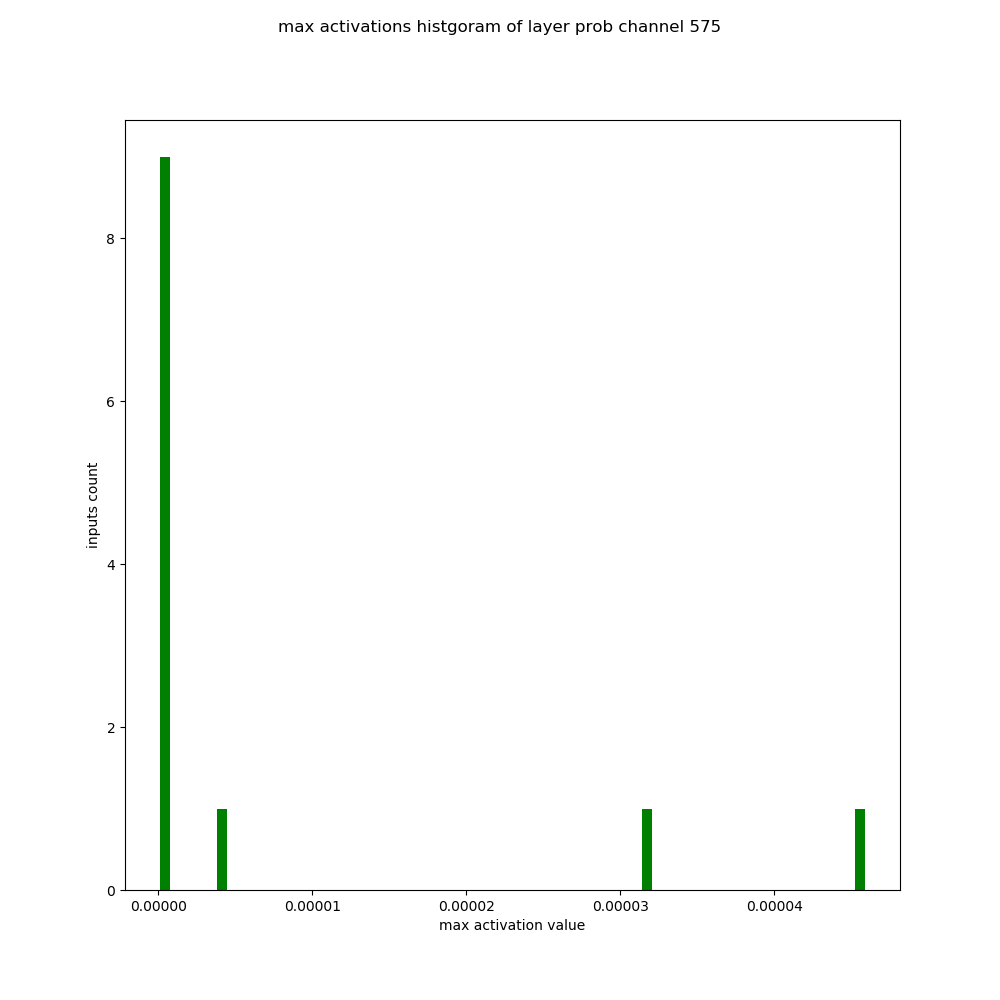 max activations histgoram of layer prob channel 575
8
6
4
2
0
inputs count
0.00000 0.00001 0.00002 0.00003 0.00004
max activation value